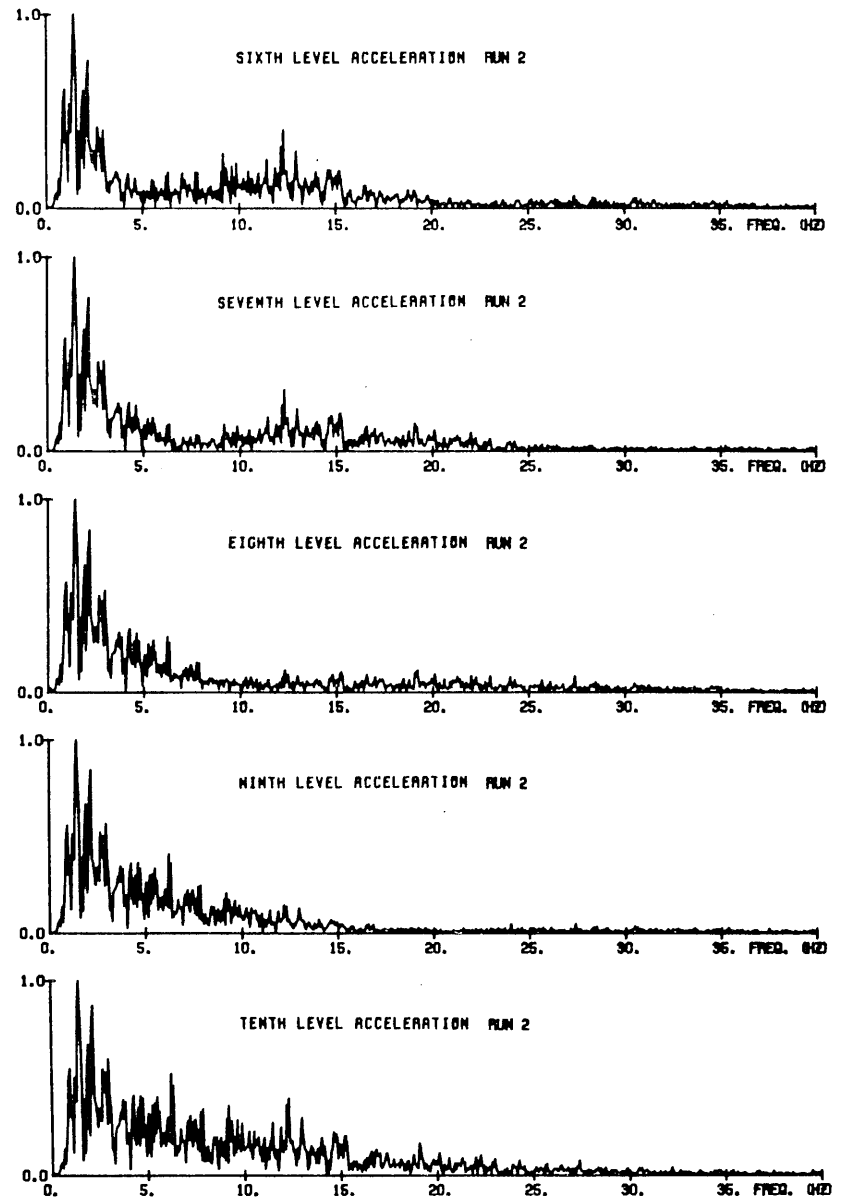 1.0
SIXTH LEVEL ACCELERATION RUN 2
0.0
0. 5. 10. 15. 20. 25. 30. 35. FREQ. (HZ)
1.0
SEVENTH LEVEL ACCELERATION RUN 2
0.0
0. 5. 10. 15. 20. 25. 30. 35. FREQ. (HZ)
1.0
EIGHTH LEVEL ACCELERATION RUN 2
0.0
0. 5. 10. 15. 20. 25. 30. 35. FREQ. (HZ)
1.0
NINTH LEVEL ACCELERATION RUN 2
0.0
0. 5. 10. 15. 20. 25. 30. 35. FREQ. (HZ)
1.0
TENTH LEVEL ACCELERATION RUN 2
0.0
0. 5. 10. 15. 20. 25. 30. 35. FREQ. (HZ)